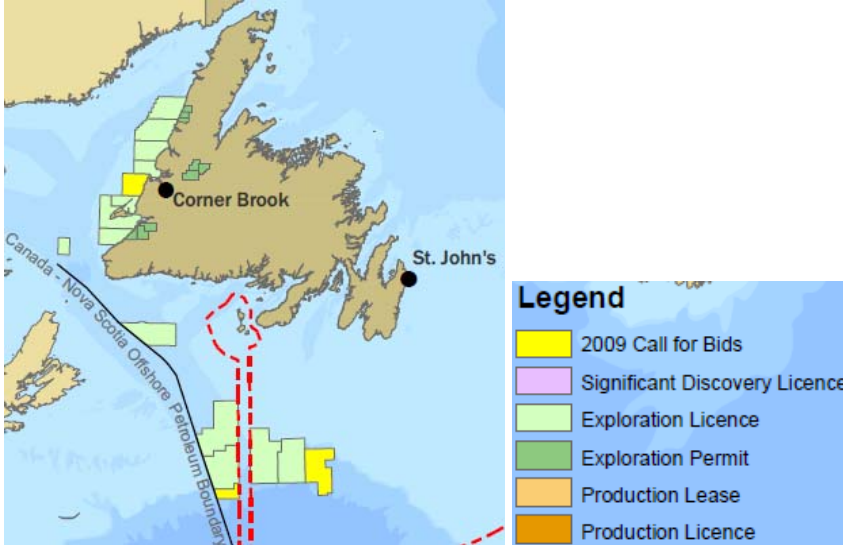 Corner Brook
St. John's
Canada - Nova Scotia Offshore Petroleum Boundary
Legend
2009 Call for Bids
Significant Discovery Licence
Exploration Licence
Exploration Permit
Production Lease
Production Licence